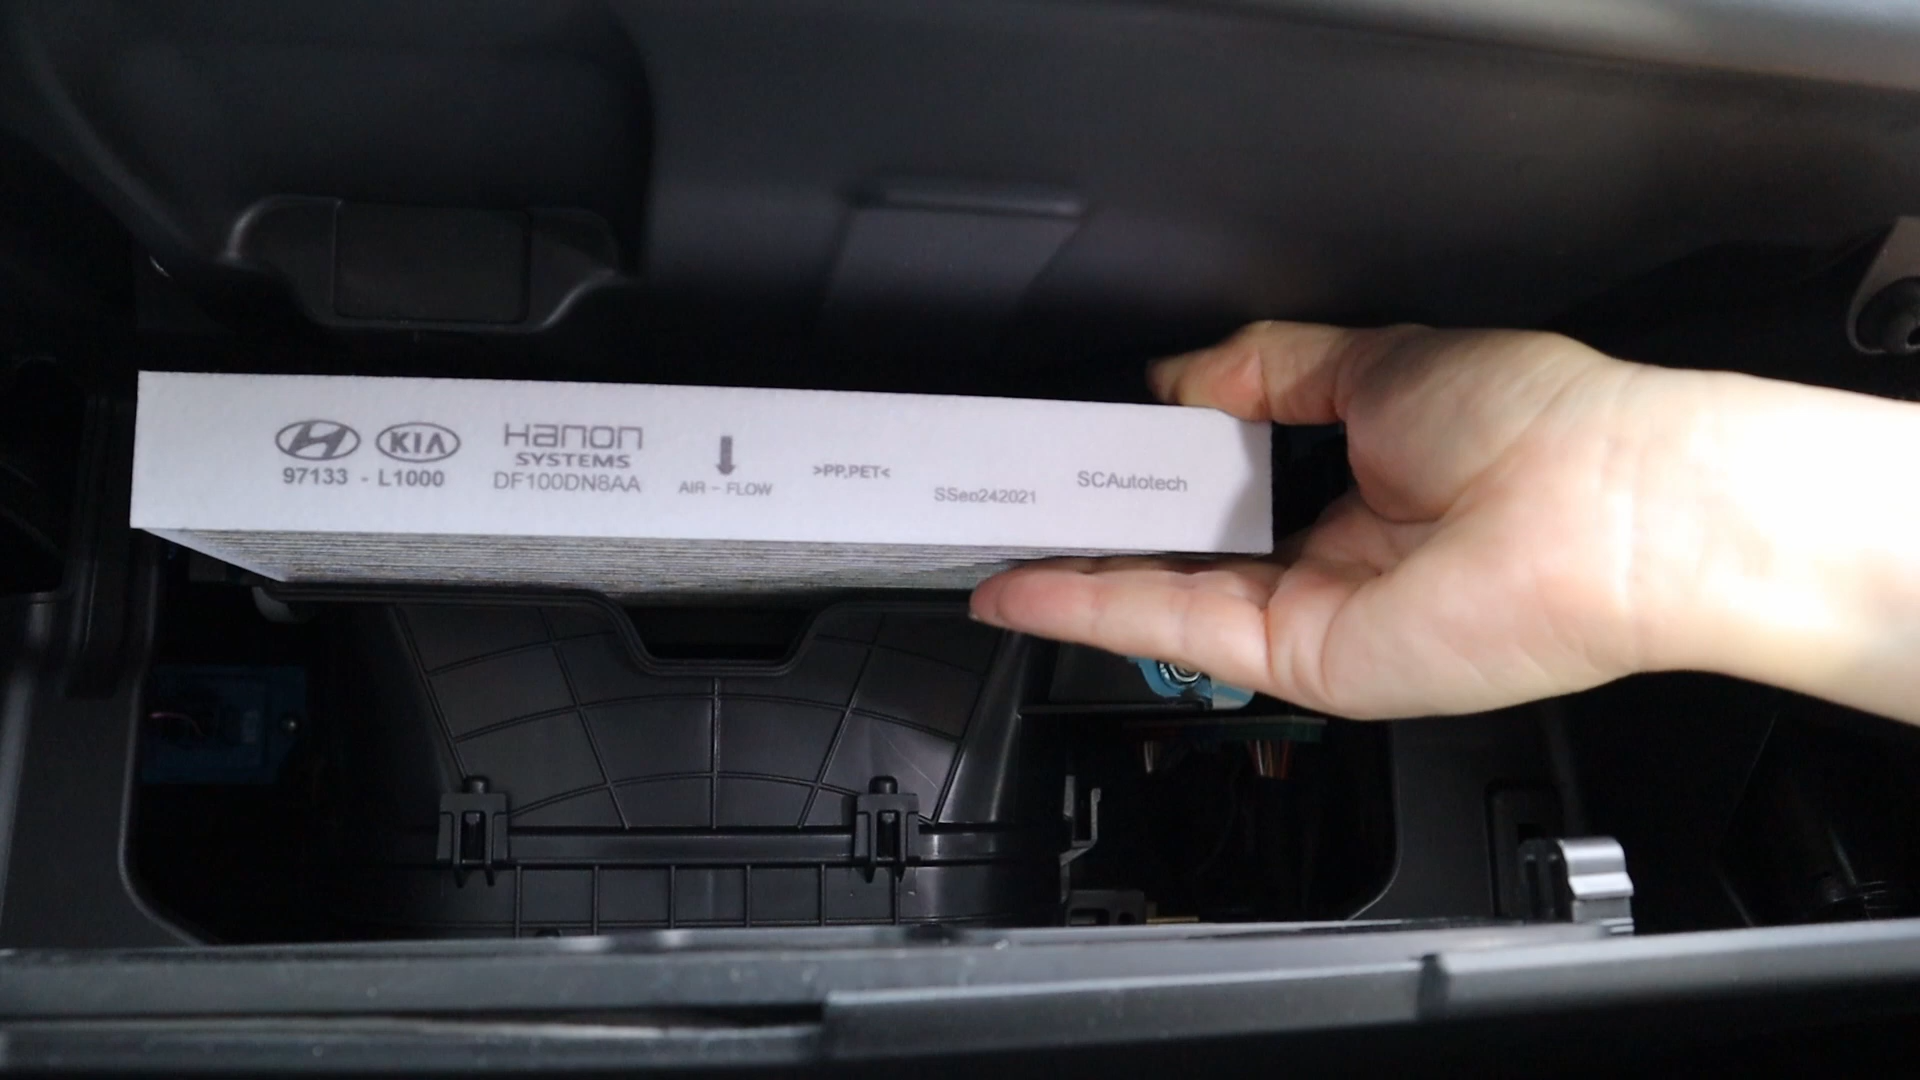 KIA
97133 - L1000
Hanon
SYSTEMS
DF100DN8AA
AIR - FLOW
>PP,PET<
SSeo242021
SCAutotech